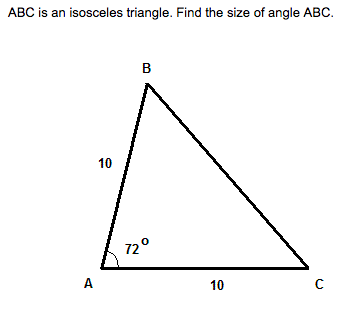 ABC is an isosceles triangle. Find the size of angle ABC.
B
10
72°
A
10
C